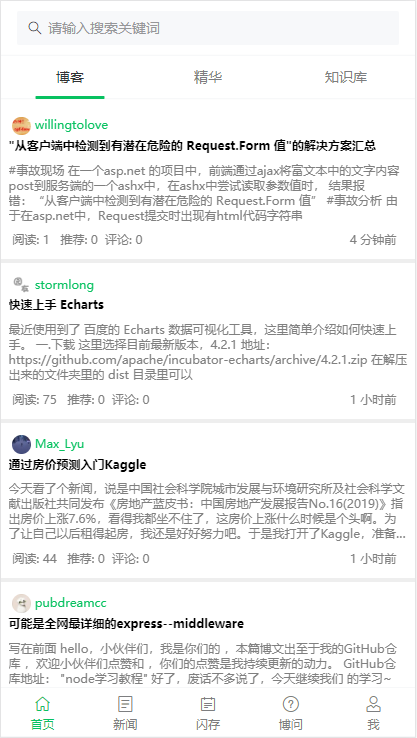 请输入搜索关键词
博客 精华 知识库
willingtolove
"从客户端中检测到有潜在危险的 Request.Form 值"的解决方案汇总
#事故现场 在一个asp.net 的项目中，前端通过ajax将富文本中的文字内容
post到服务端的一个ashx中，在ashx中尝试读取参数值时， 结果报
错：“从客户端中检测到有潜在危险的 Request.Form 值” #事故分析 由
于在asp.net中，Request提交时出现有html代码字符串
阅读: 1 推荐: 0 评论: 0 4 分钟前
stormlong
快速上手 Echarts
最近使用到了 百度的 Echarts 数据可视化工具，这里简单介绍如何快速上
手。 一.下载 这里选择目前最新版本，4.2.1 地址：
https://github.com/apache/incubator-echarts/archive/4.2.1.zip 在解压
出来的文件夹里的 dist 目录里可以
阅读: 75 推荐: 0 评论: 0 1 小时前
Max_Lyu
通过房价预测入门Kaggle
今天看了个新闻，说是中国社会科学院城市发展与环境研究所及社会科学文
献出版社共同发布《房地产蓝皮书：中国房地产发展报告No.16(2019)》指
出房价上涨7.6%，看得我都坐不住了，这房价上涨什么时候是个头啊。为
了让自己以后租得起房，我还是好好努力吧。于是我打开了Kaggle，准备...
阅读: 44 推荐: 0 评论: 0 1 小时前
pubdreamcc
可能是全网最详细的express--middleware
写在前面 hello，小伙伴们，我是你们的 ，本篇博文出至于我的GitHub仓
库 ，欢迎小伙伴们点赞和 ，你们的点赞是我持续更新的动力。 GitHub仓
库地址： "node学习教程" 好了，废话不多说了，今天继续我们 的学习~
首页 新闻 闪存 博问 我